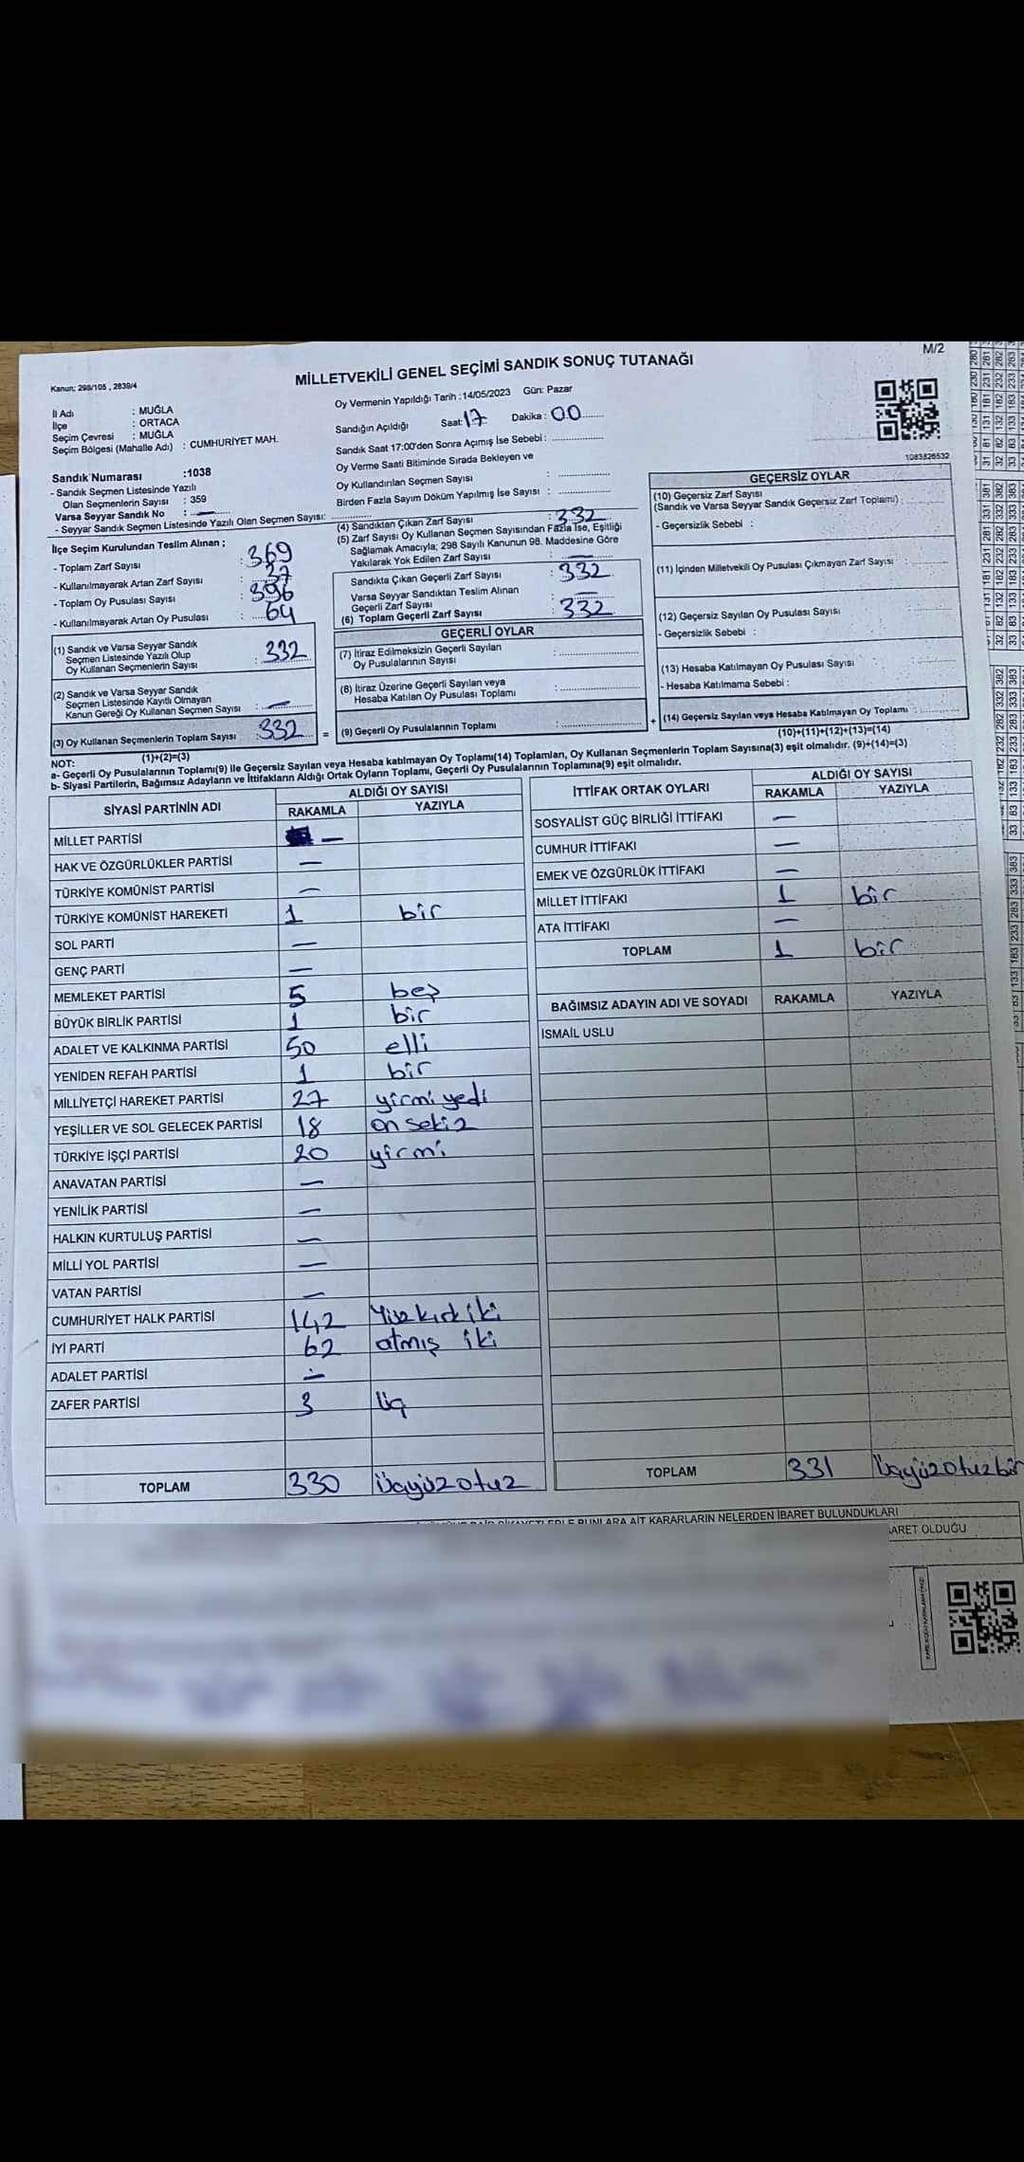 M/2
Kanun: 298/105 , 2839/4
MİLLETVEKİLİ GENEL SEÇİMİ SANDIK SONUÇ TUTANAĞI
İl Adı : MUĞLA
İlçe : ORTACA
Seçim Çevresi : MUĞLA
Seçim Bölgesi (Mahalle Adı) : CUMHURİYET MAH.
Sandık Numarası :1038
- Sandık Seçmen Listesinde Yazılı
Olan Seçmenlerin Sayısı : 359
Varsa Seyyar Sandık No : —
- Seyyar Sandık Seçmen Listesinde Yazılı Olan Seçmen Sayısı:
Oy Vermenin Yapıldığı Tarih :14/05/2023 Gün: Pazar
Sandığın Açıldığı Saat: 17 Dakika : 00
Sandık Saat 17:00'den Sonra Açımış İse Sebebi :
Oy Verme Saati Bitiminde Sırada Bekleyen ve
Oy Kullandırılan Seçmen Sayısı :
Birden Fazla Sayım Döküm Yapılmış İse Sayısı :
1083826532
İlçe Seçim Kurulundan Teslim Alınan ;
- Toplam Zarf Sayısı : 369
- Kullanılmayarak Artan Zarf Sayısı : 37
- Toplam Oy Pusulası Sayısı : 396
- Kullanılmayarak Artan Oy Pusulası : 64
(1) Sandık ve Varsa Seyyar Sandık
Seçmen Listesinde Yazılı Olup
Oy Kullanan Seçmenlerin Sayısı : 332
(2) Sandık ve Varsa Seyyar Sandık
Seçmen Listesinde Kayıtlı Olmayan
Kanun Gereği Oy Kullanan Seçmen Sayısı : —
(3) Oy Kullanan Seçmenlerin Toplam Sayısı : 332
(1)+(2)=(3)
(4) Sandıktan Çıkan Zarf Sayısı : 332
(5) Zarf Sayısı Oy Kullanan Seçmen Sayısından Fazla İse, Eşitliği
Sağlamak Amacıyla; 298 Sayılı Kanunun 98. Maddesine Göre
Yakılarak Yok Edilen Zarf Sayısı : —
Sandıkta Çıkan Geçerli Zarf Sayısı : 332
Varsa Seyyar Sandıktan Teslim Alınan
Geçerli Zarf Sayısı : —
(6) Toplam Geçerli Zarf Sayısı : 332
GEÇERLİ OYLAR
(7) İtiraz Edilmeksizin Geçerli Sayılan
Oy Pusulalarının Sayısı :
(8) İtiraz Üzerine Geçerli Sayılan veya
Hesaba Katılan Oy Pusulası Toplamı :
= (9) Geçerli Oy Pusulalarının Toplamı :
GEÇERSİZ OYLAR
(10) Geçersiz Zarf Sayısı
(Sandık ve Varsa Seyyar Sandık Geçersiz Zarf Toplamı) :
- Geçersizlik Sebebi :
(11) İçinden Milletvekili Oy Pusulası Çıkmayan Zarf Sayısı :
(12) Geçersiz Sayılan Oy Pusulası Sayısı
- Geçersizlik Sebebi :
(13) Hesaba Katılmayan Oy Pusulası Sayısı
- Hesaba Katılmama Sebebi :
+ (14) Geçersiz Sayılan veya Hesaba Katılmayan Oy Toplamı :
(10)+(11)+(12)+(13)=(14)
NOT:
a- Geçerli Oy Pusulalarının Toplamı(9) ile Geçersiz Sayılan veya Hesaba katılmayan Oy Toplamı(14) Toplamları, Oy Kullanan Seçmenlerin Toplam Sayısına(3) eşit olmalıdır. (9)+(14)=(3)
b- Siyasi Partilerin, Bağımsız Adayların ve İttifakların Aldığı Ortak Oyların Toplamı, Geçerli Oy Pusulalarının Toplamına(9) eşit olmalıdır.
SİYASİ PARTİNİN ADI ALDIĞI OY SAYISI
RAKAMLA YAZIYLA
MİLLET PARTİSİ —
HAK VE ÖZGÜRLÜKLER PARTİSİ —
TÜRKİYE KOMÜNİST PARTİSİ —
TÜRKİYE KOMÜNİST HAREKETİ 1 bir
SOL PARTİ —
GENÇ PARTİ —
MEMLEKET PARTİSİ 5 beş
BÜYÜK BİRLİK PARTİSİ 1 bir
ADALET VE KALKINMA PARTİSİ 50 elli
YENİDEN REFAH PARTİSİ 1 bir
MİLLİYETÇİ HAREKET PARTİSİ 27 yirmi yedi
YEŞİLLER VE SOL GELECEK PARTİSİ 18 on sekiz
TÜRKİYE İŞÇİ PARTİSİ 20 yirmi
ANAVATAN PARTİSİ —
YENİLİK PARTİSİ —
HALKIN KURTULUŞ PARTİSİ —
MİLLİ YOL PARTİSİ —
VATAN PARTİSİ —
CUMHURİYET HALK PARTİSİ 142 Yüz kırk iki
İYİ PARTİ 62 atmış iki
ADALET PARTİSİ —
ZAFER PARTİSİ 3 üç
TOPLAM 330 üçyüz otuz
İTTİFAK ORTAK OYLARI ALDIĞI OY SAYISI
RAKAMLA YAZIYLA
SOSYALİST GÜÇ BİRLİĞİ İTTİFAKI —
CUMHUR İTTİFAKI —
EMEK VE ÖZGÜRLÜK İTTİFAKI —
MİLLET İTTİFAKI 1 bir
ATA İTTİFAKI —
TOPLAM 1 bir
BAĞIMSIZ ADAYIN ADI VE SOYADI RAKAMLA YAZIYLA
İSMAİL USLU
TOPLAM 331 üçyüz otuz bir
AİT KARARLARIN NELERDEN İBARET BULUNDUKLARI